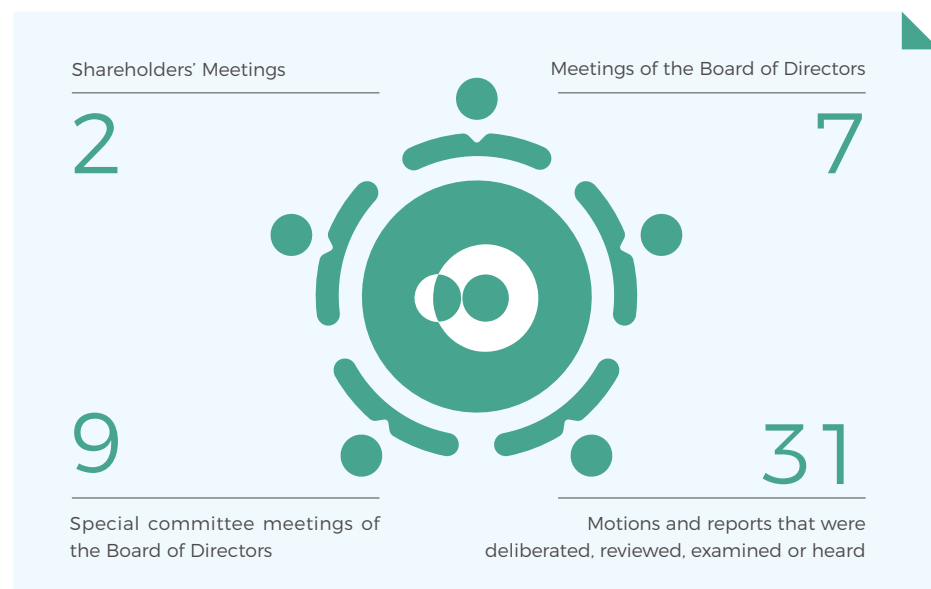 Shareholders’ Meetings
2
Meetings of the Board of Directors
7
9
Special committee meetings of
the Board of Directors
31
Motions and reports that were
deliberated, reviewed, examined or heard